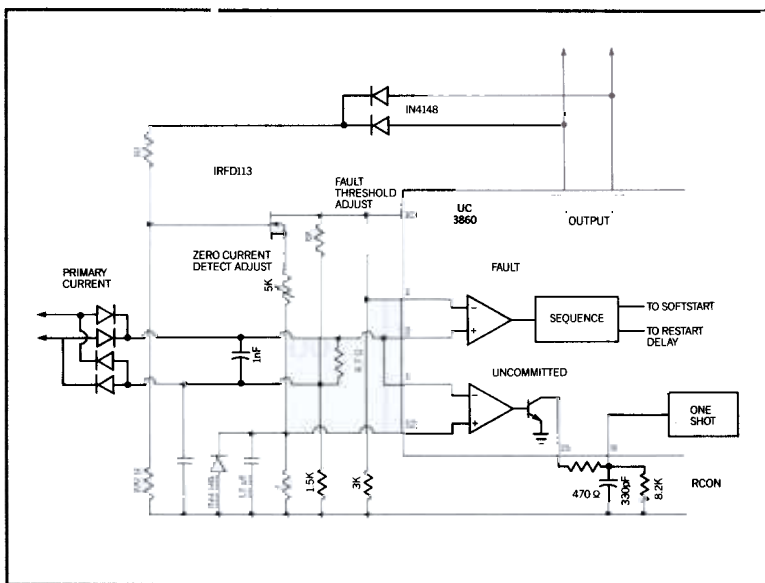 IN4148
IRFD113
FAULT
THRESHOLD
ADJUST
UC
3860
OUTPUT
ZERO CURRENT
DETECT ADJUST
FAULT
PRIMARY
CURRENT
5K
SEQUENCE
TO SOFTSTART
TO RESTART
DELAY
1nF
UNCOMMITTED
ONE
SHOT
1.5K
3K
470 Ω
330pF
8.2K
RCON